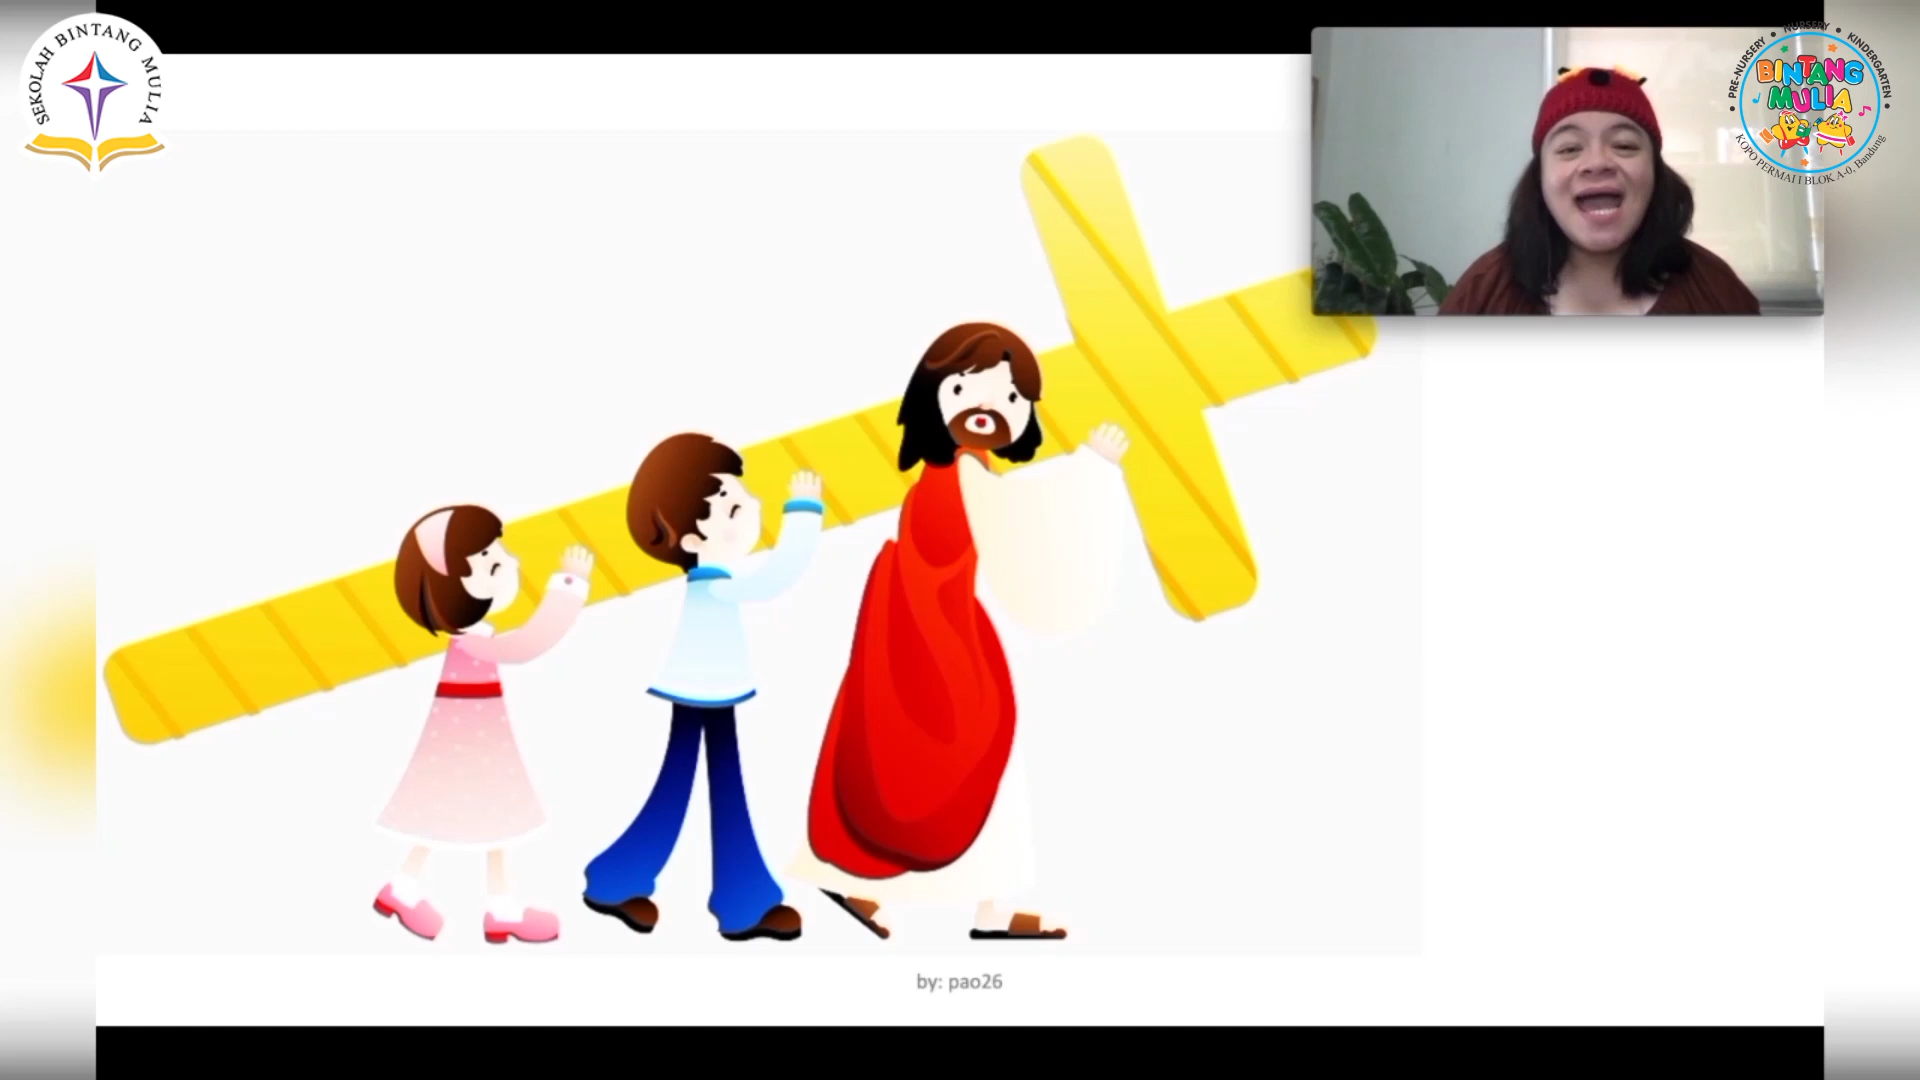 SEKOLAH BINTANG MULIA
PRE-NURSERY • NURSERY • KINDERGARTEN
BINTANG
MULIA
KOPO PERMAI I BLOK A-0, Bandung
by: pao26